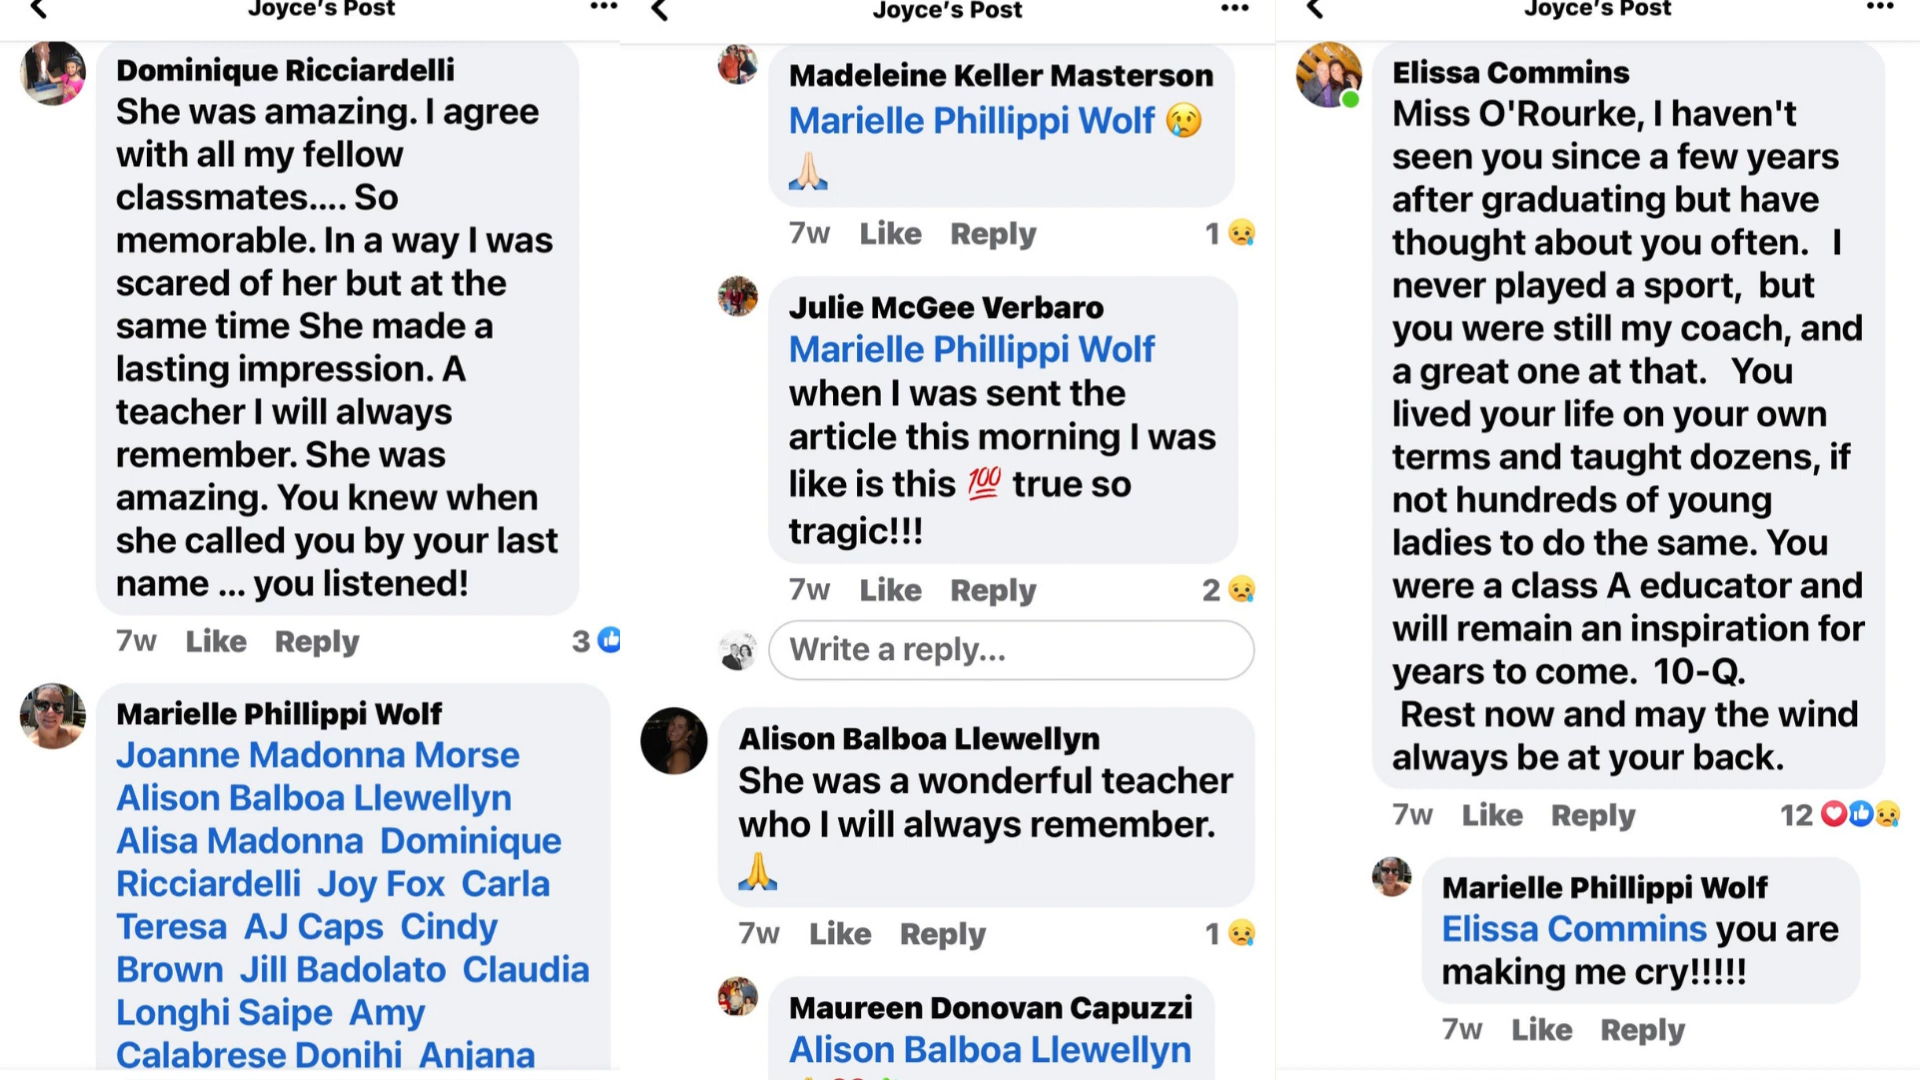 Joyce's Post
...
Dominique Ricciardelli
She was amazing. I agree
with all my fellow
classmates.... So
memorable. In a way I was
scared of her but at the
same time She made a
lasting impression. A
teacher I will always
remember. She was
amazing. You knew when
she called you by your last
name ... you listened!
7w Like Reply 3
Marielle Phillippi Wolf
Joanne Madonna Morse
Alison Balboa Llewellyn
Alisa Madonna Dominique
Ricciardelli Joy Fox Carla
Teresa AJ Caps Cindy
Brown Jill Badolato Claudia
Longhi Saipe Amy
Calabrese Donihi Anjana
Joyce's Post
...
Madeleine Keller Masterson
Marielle Phillippi Wolf 😢
🙏🏻
7w Like Reply 1 😢
Julie McGee Verbaro
Marielle Phillippi Wolf
when I was sent the
article this morning I was
like is this 💯 true so
tragic!!!
7w Like Reply 2 😢
Write a reply...
Alison Balboa Llewellyn
She was a wonderful teacher
who I will always remember.
🙏
7w Like Reply 1 😢
Maureen Donovan Capuzzi
Alison Balboa Llewellyn
Joyce's Post
...
Elissa Commins
Miss O'Rourke, I haven't
seen you since a few years
after graduating but have
thought about you often. I
never played a sport, but
you were still my coach, and
a great one at that. You
lived your life on your own
terms and taught dozens, if
not hundreds of young
ladies to do the same. You
were a class A educator and
will remain an inspiration for
years to come. 10-Q.
Rest now and may the wind
always be at your back.
7w Like Reply 12
Marielle Phillippi Wolf
Elissa Commins you are
making me cry!!!!!
7w Like Reply